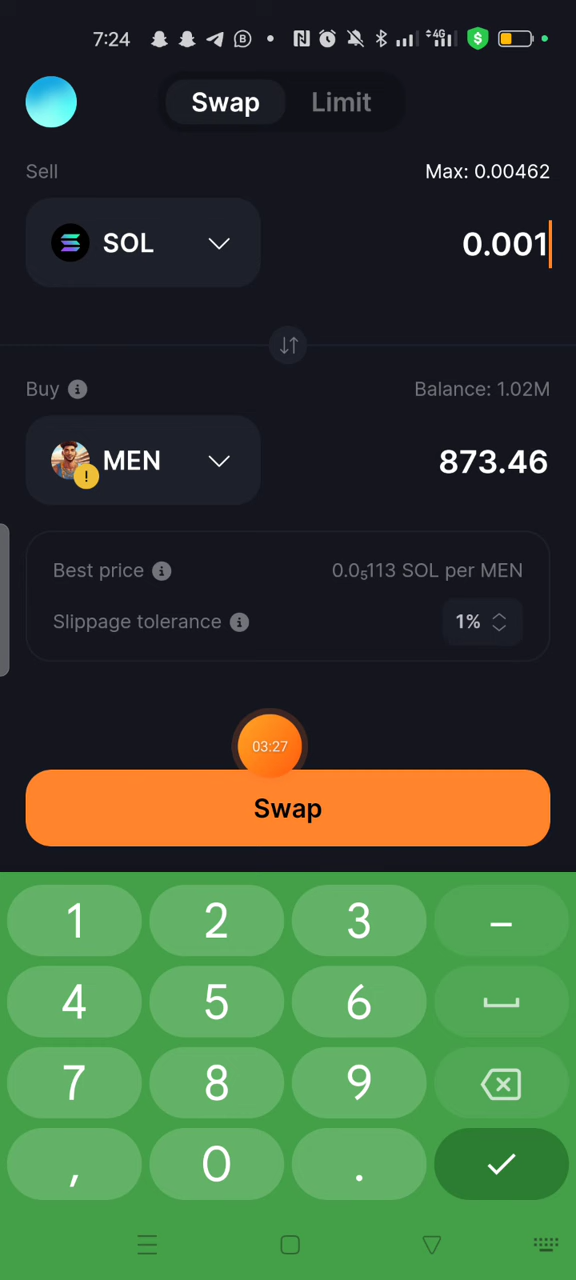 7:24 B 4G $
Swap Limit
Sell Max: 0.00462
SOL 0.001
Buy Balance: 1.02M
! MEN 873.46
Best price 0.0₅113 SOL per MEN
Slippage tolerance 1%
03:27
Swap
1 2 3 –
4 5 6
7 8 9
, 0 .